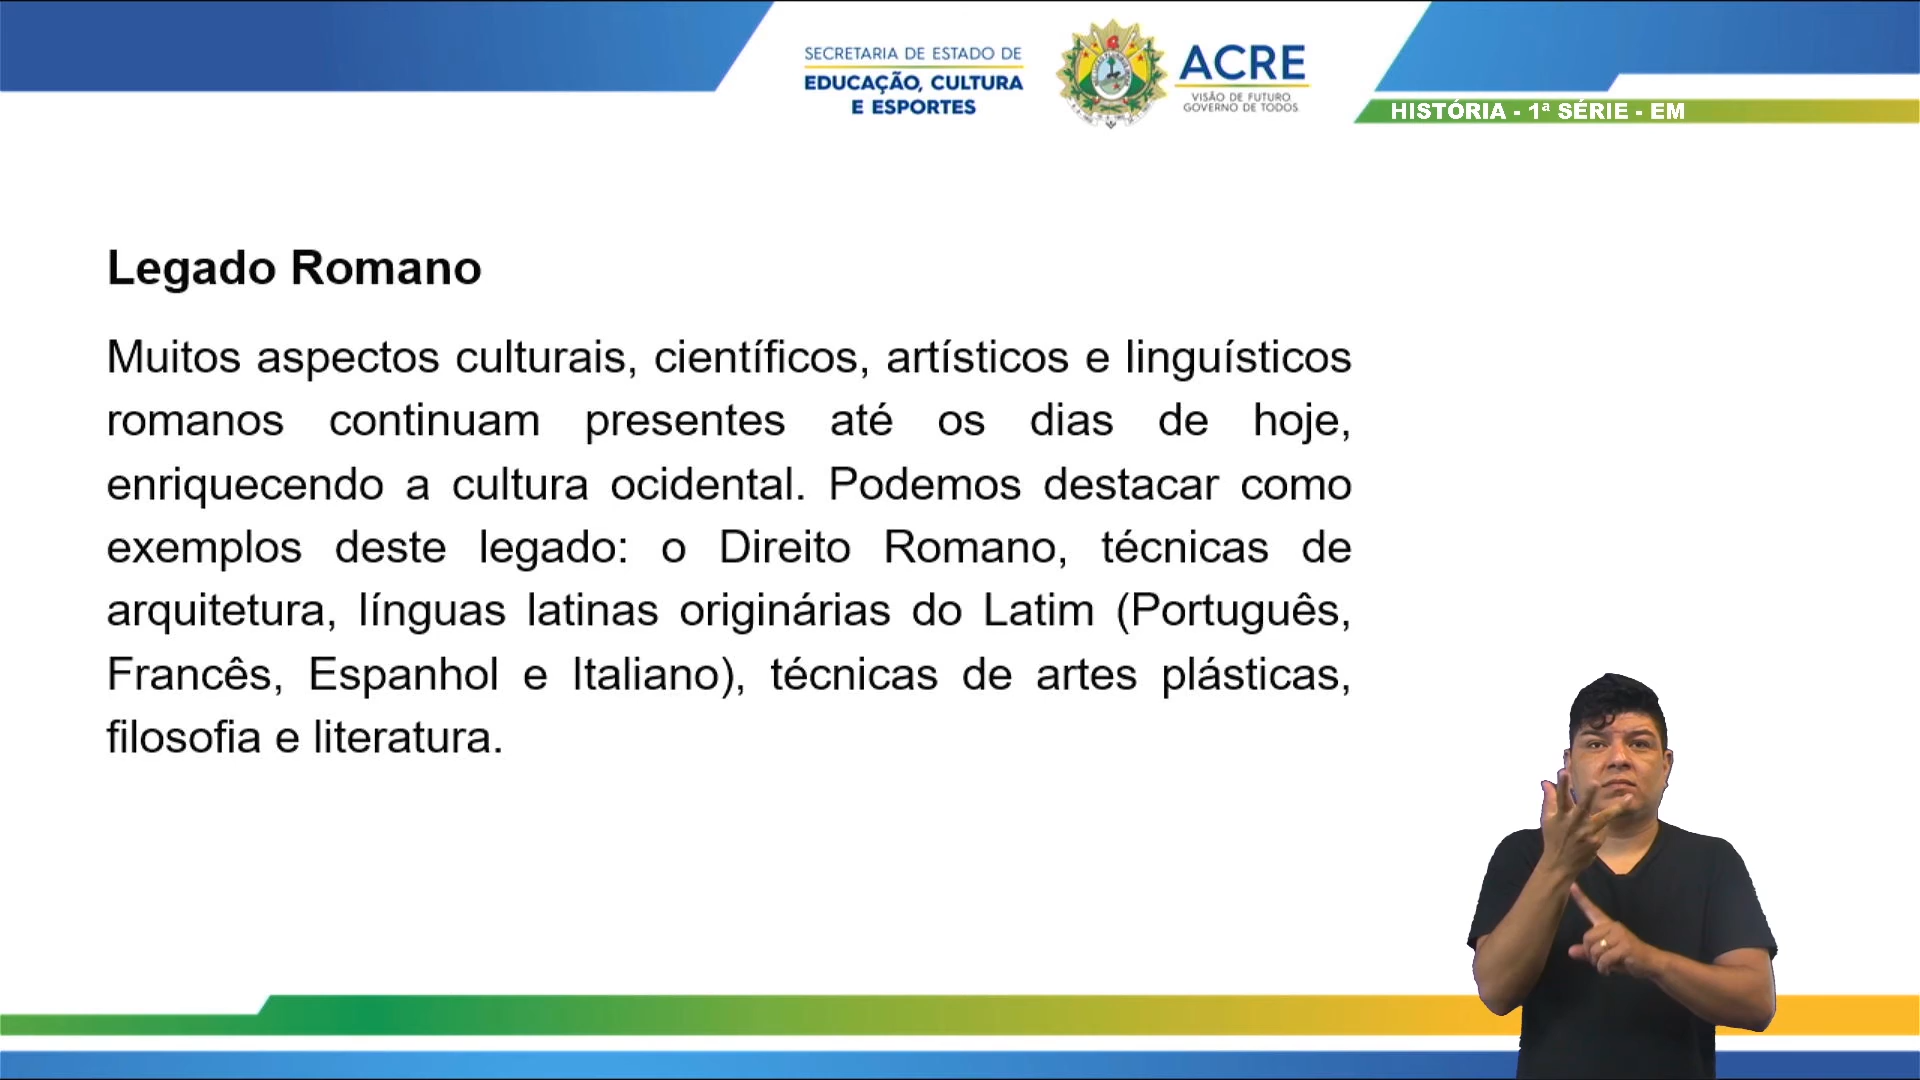 SECRETARIA DE ESTADO DE
EDUCAÇÃO, CULTURA
E ESPORTES
ACRE
VISÃO DE FUTURO
GOVERNO DE TODOS
HISTÓRIA - 1ª SÉRIE - EM
Legado Romano
Muitos aspectos culturais, científicos, artísticos e linguísticos
romanos continuam presentes até os dias de hoje,
enriquecendo a cultura ocidental. Podemos destacar como
exemplos deste legado: o Direito Romano, técnicas de
arquitetura, línguas latinas originárias do Latim (Português,
Francês, Espanhol e Italiano), técnicas de artes plásticas,
filosofia e literatura.